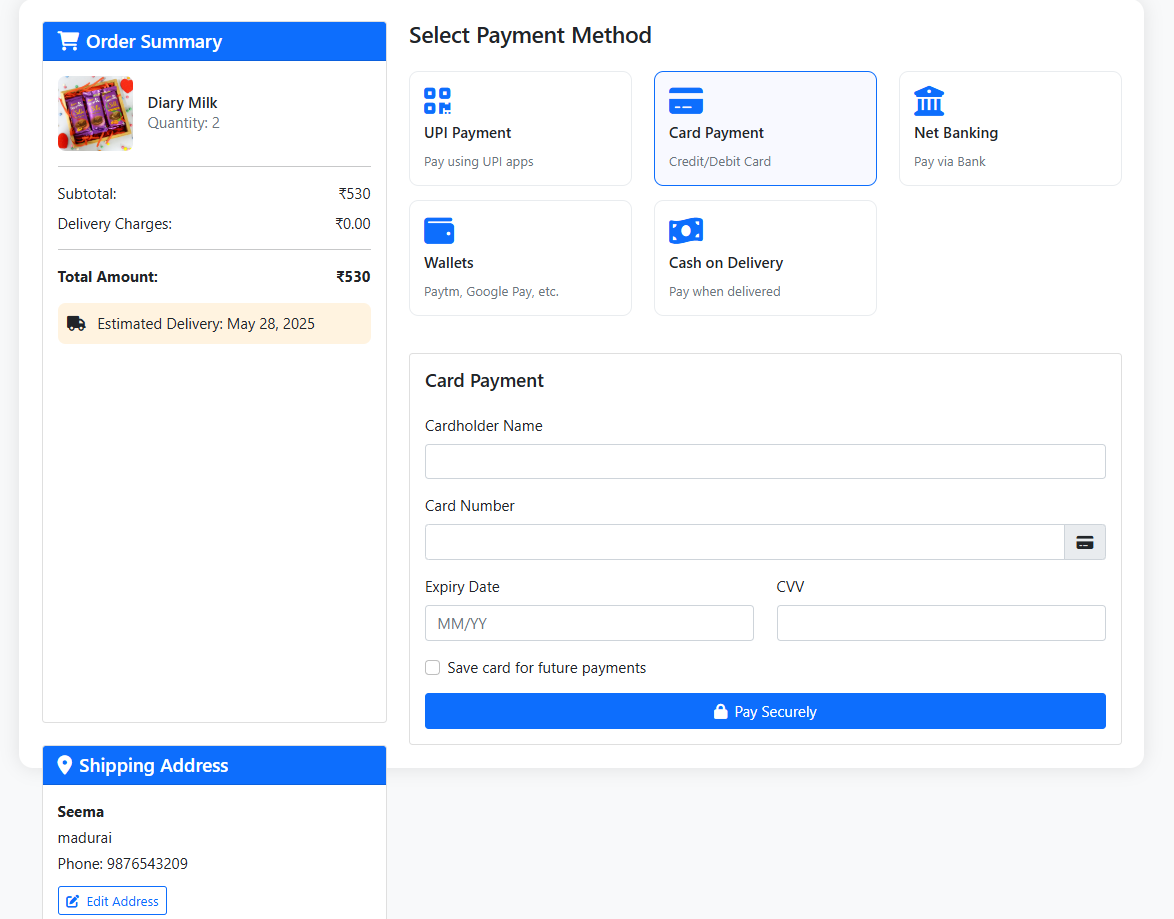 Order Summary
Diary Milk
Quantity: 2
Subtotal: ₹530
Delivery Charges: ₹0.00
Total Amount: ₹530
Estimated Delivery: May 28, 2025
Shipping Address
Seema
madurai
Phone: 9876543209
Edit Address
Select Payment Method
UPI Payment
Pay using UPI apps
Card Payment
Credit/Debit Card
Net Banking
Pay via Bank
Wallets
Paytm, Google Pay, etc.
Cash on Delivery
Pay when delivered
Card Payment
Cardholder Name
Card Number
Expiry Date
MM/YY
CVV
Save card for future payments
Pay Securely